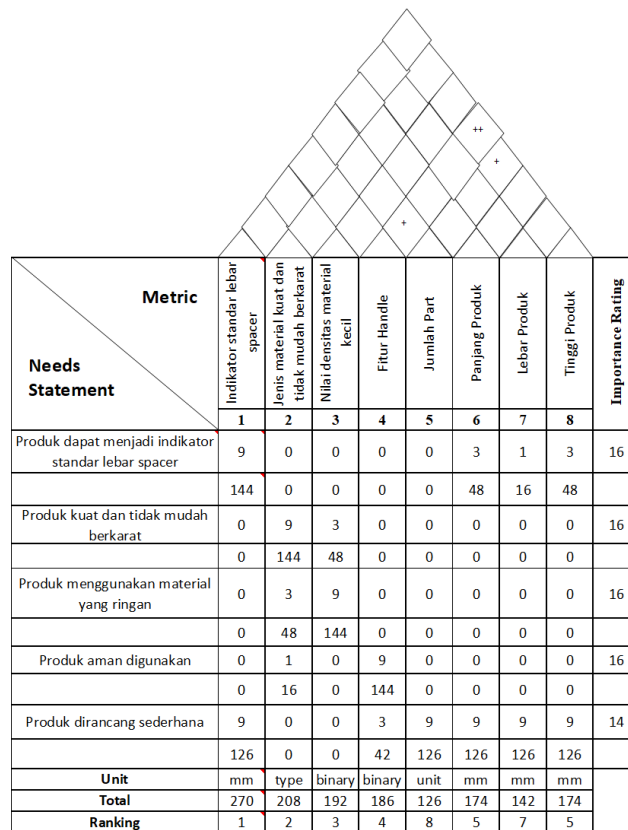 ++
+
+
Metric
Needs
Statement
Indikator standar lebar
spacer
Jenis material kuat dan
tidak mudah berkarat
Nilai densitas material
kecil
Fitur Handle
Jumlah Part
Panjang Produk
Lebar Produk
Tinggi Produk
Importance Rating
1 2 3 4 5 6 7 8
Produk dapat menjadi indikator
standar lebar spacer
9 0 0 0 0 3 1 3 16
144 0 0 0 0 48 16 48
Produk kuat dan tidak mudah
berkarat
0 9 3 0 0 0 0 0 16
0 144 48 0 0 0 0 0
Produk menggunakan material
yang ringan
0 3 9 0 0 0 0 0 16
0 48 144 0 0 0 0 0
Produk aman digunakan 0 1 0 9 0 0 0 0 16
0 16 0 144 0 0 0 0
Produk dirancang sederhana 9 0 0 3 9 9 9 9 14
126 0 0 42 126 126 126 126
Unit mm type binary binary unit mm mm mm
Total 270 208 192 186 126 174 142 174
Ranking 1 2 3 4 8 5 7 5